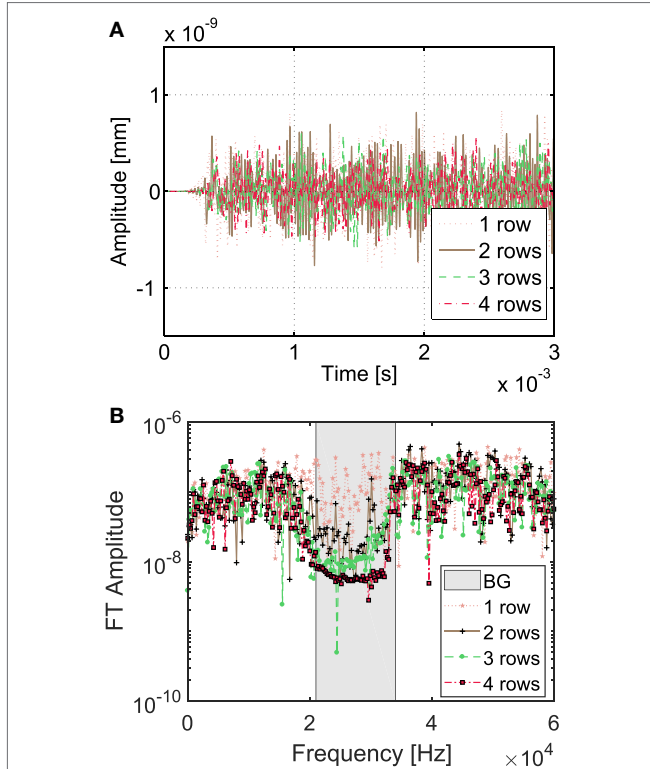 A
x 10^-9
1
0
-1
Amplitude [mm]
1 row
2 rows
3 rows
4 rows
0
1
2
3
Time [s]
x 10^-3
B
10^-6
10^-8
10^-10
FT Amplitude
BG
1 row
2 rows
3 rows
4 rows
0
2
4
6
Frequency [Hz]
×10^4